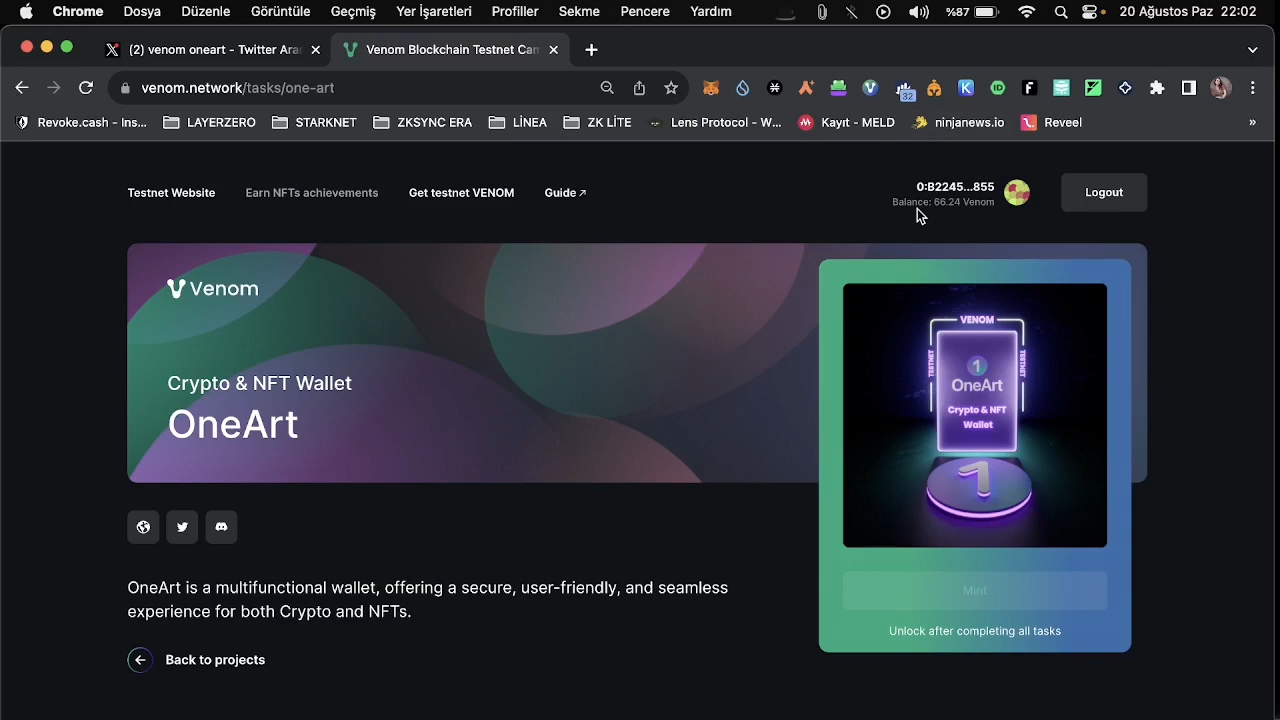 Chrome Dosya Düzenle Görüntüle Geçmiş Yer İşaretleri Profiller Sekme Pencere Yardım %87 20 Ağustos Paz 22:02
(2) venom oneart - Twitter Ara
Venom Blockchain Testnet Cam
venom.network/tasks/one-art
32
Revoke.cash - Ins... LAYERZERO STARKNET ZKSYNC ERA LİNEA ZK LİTE Lens Protocol - W... Kayıt - MELD ninjanews.io Reveel »
Testnet Website Earn NFTs achievements Get testnet VENOM Guide↗
0:B2245...855
Balance: 66.24 Venom
Logout
Venom
Crypto & NFT Wallet
OneArt
VENOM
TESTNET
TESTNET
1
OneArt
Crypto & NFT
Wallet
1
Mint
Unlock after completing all tasks
OneArt is a multifunctional wallet, offering a secure, user-friendly, and seamless
experience for both Crypto and NFTs.
Back to projects